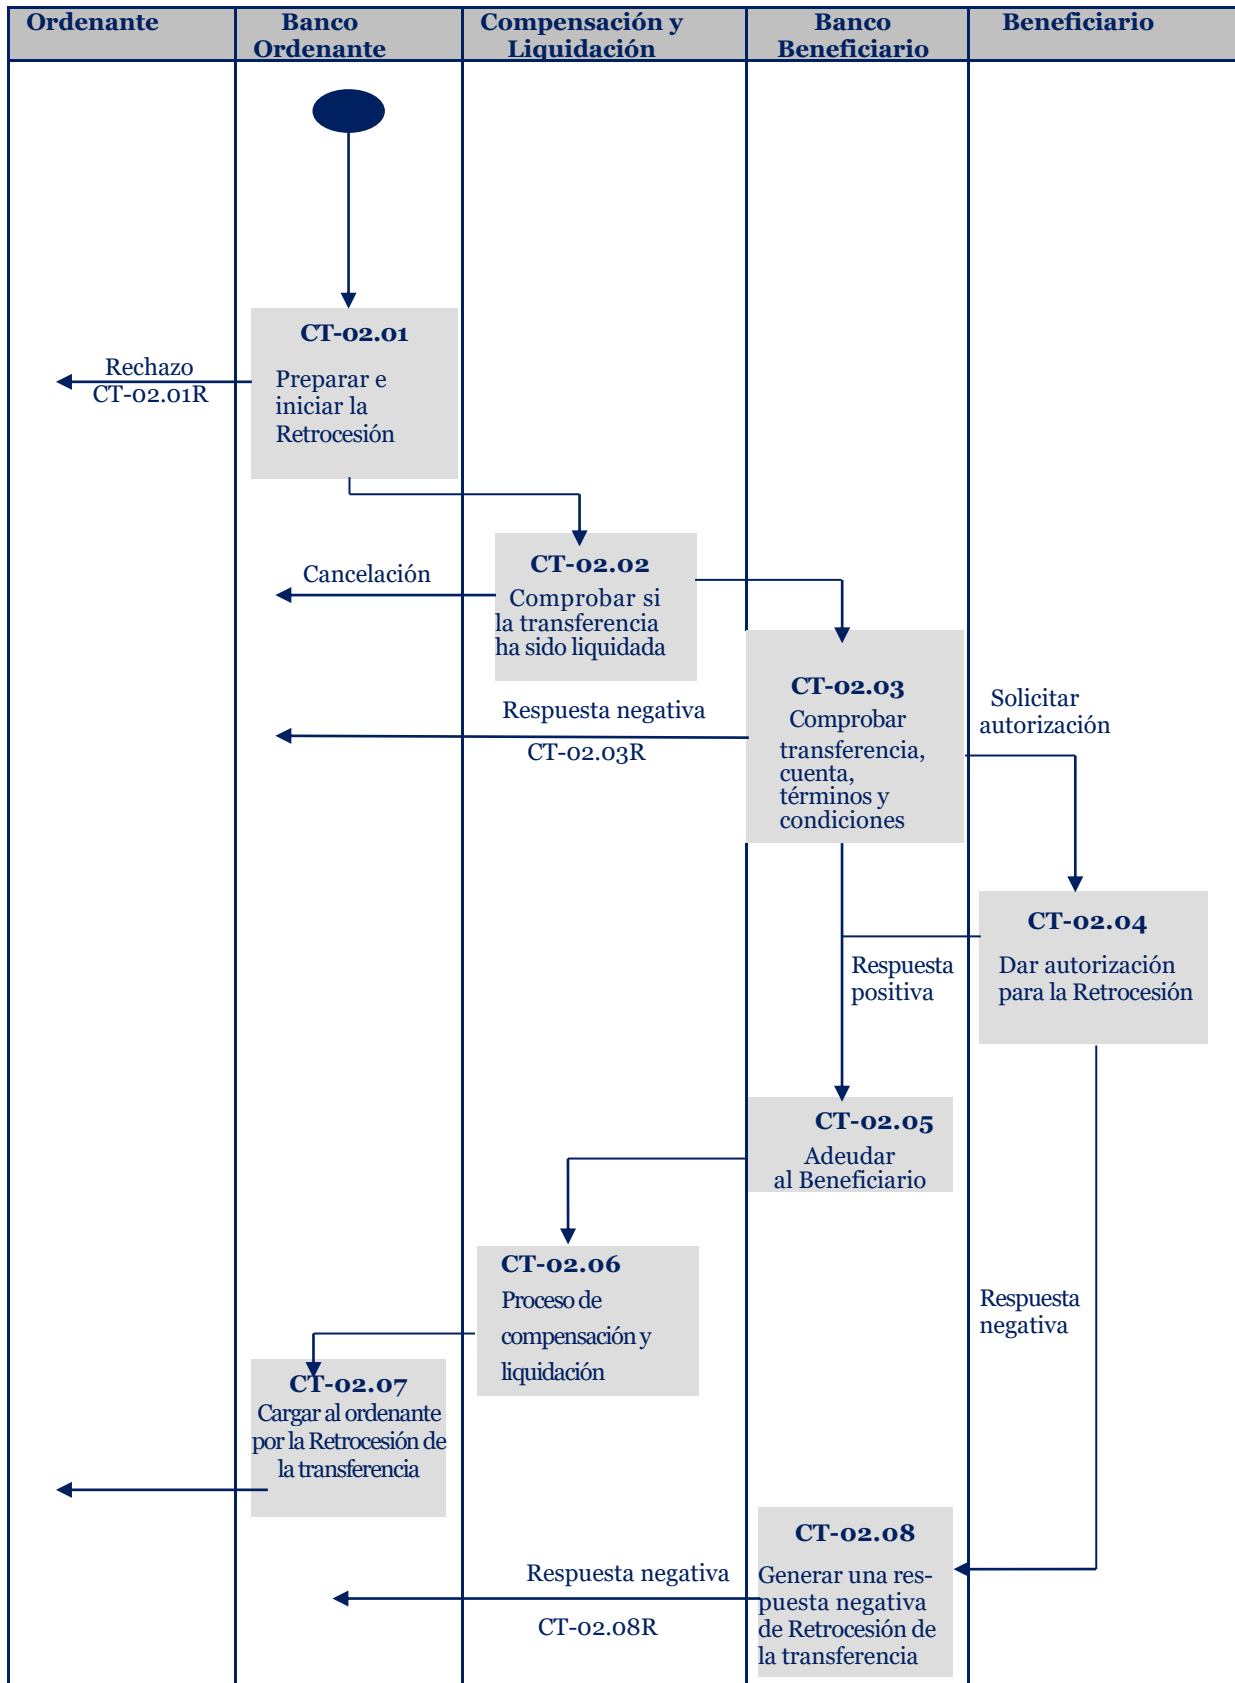 Ordenante
Banco
Ordenante
Compensación y
Liquidación
Banco
Beneficiario
Beneficiario
CT-02.01
Preparar e
iniciar la
Retrocesión
Rechazo
CT-02.01R
CT-02.02
Comprobar si
la transferencia
ha sido liquidada
Cancelación
CT-02.03
Comprobar
transferencia,
cuenta,
términos y
condiciones
Respuesta negativa
CT-02.03R
Solicitar
autorización
CT-02.04
Dar autorización
para la Retrocesión
Respuesta
positiva
CT-02.05
Adeudar
al Beneficiario
CT-02.06
Proceso de
compensación y
liquidación
Respuesta
negativa
CT-02.07
Cargar al ordenante
por la Retrocesión de
la transferencia
CT-02.08
Generar una res-
puesta negativa
de Retrocesión de
la transferencia
Respuesta negativa
CT-02.08R